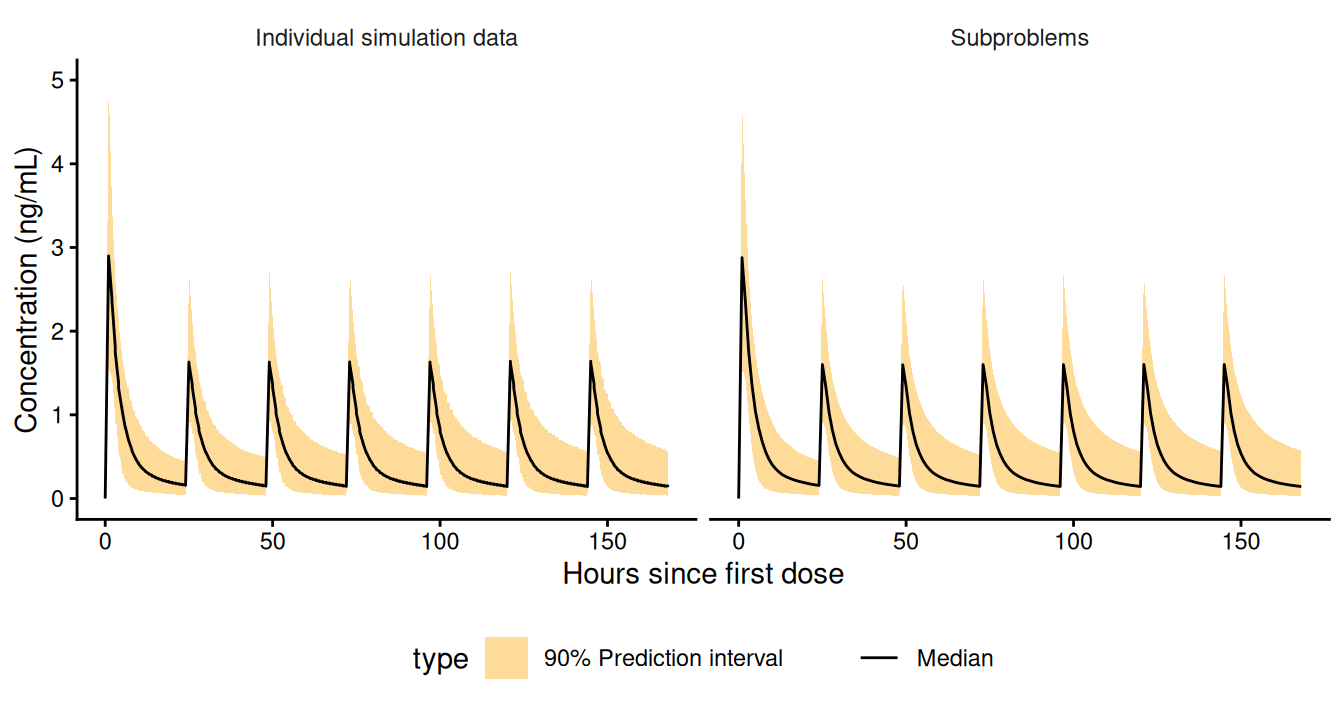 Individual simulation data
Subproblems
Concentration (ng/mL)
5
4
3
2
1
0
0 50 100 150
0 50 100 150
Hours since first dose
type 90% Prediction interval Median